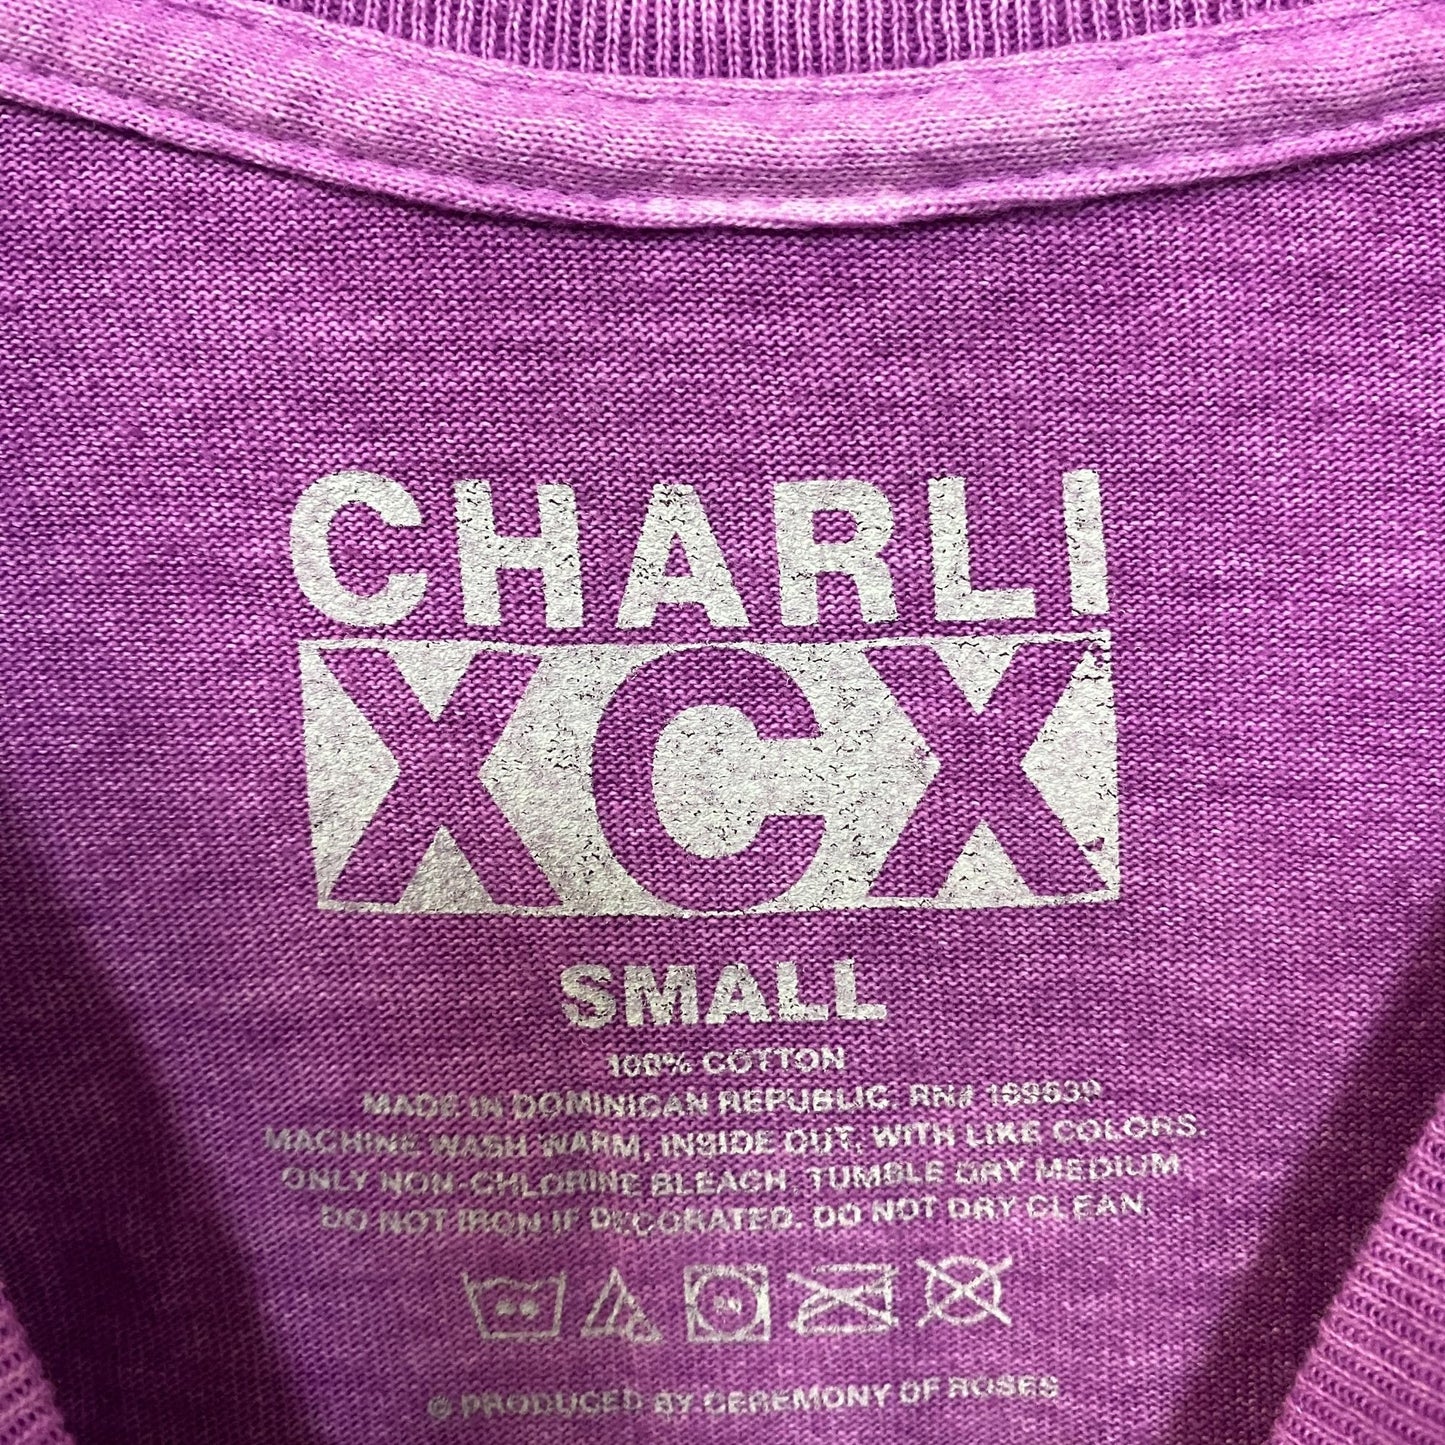 CHARLI
XCX
SMALL
100% COTTON
MADE IN DOMINICAN REPUBLIC. RN# 169639
MACHINE WASH WARM, INSIDE OUT, WITH LIKE COLORS.
ONLY NON-CHLORINE BLEACH. TUMBLE DRY MEDIUM.
DO NOT IRON IF DECORATED. DO NOT DRY CLEAN.
© PRODUCED BY CEREMONY OF ROSES